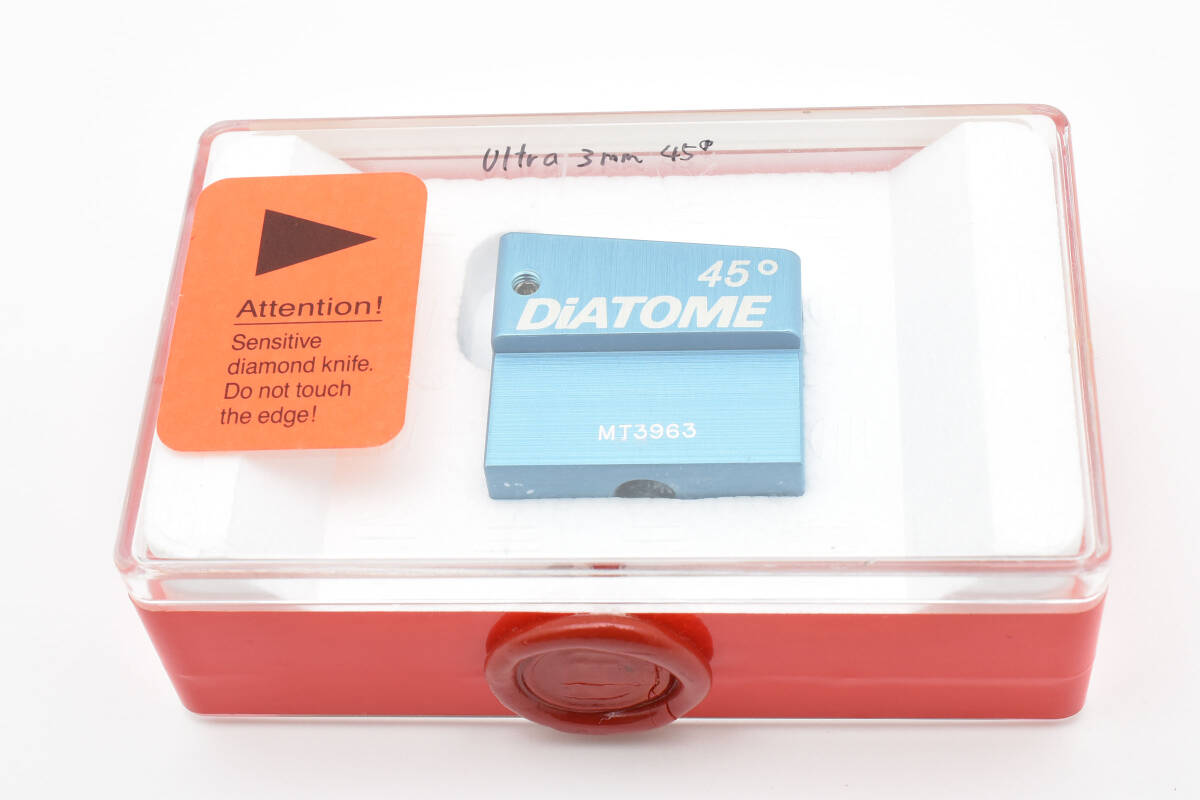 Ultra 3mm 45°
Attention!
Sensitive
diamond knife.
Do not touch
the edge!
45°
DiATOME
MT3963